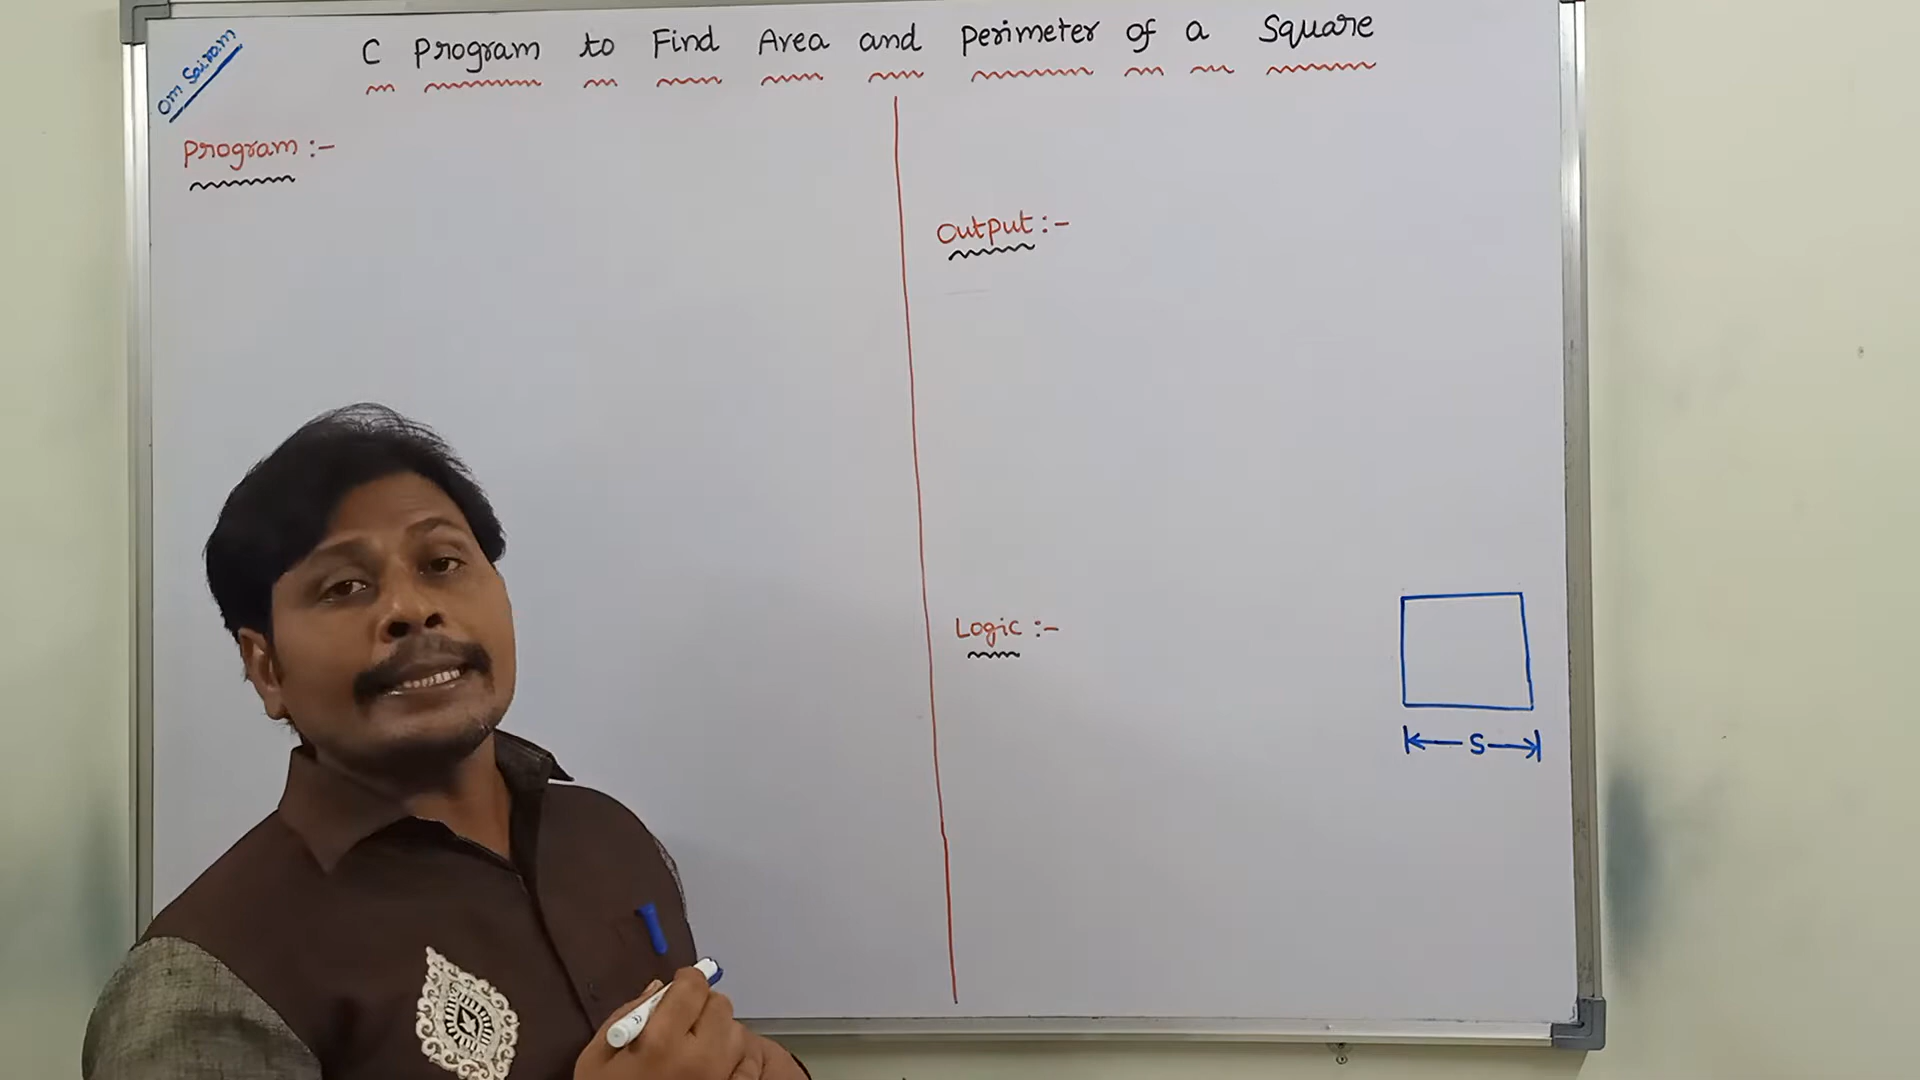 Om Sairam
C Program to Find Area and Perimeter of a Square
Program :-
Output :-
Logic :-
S